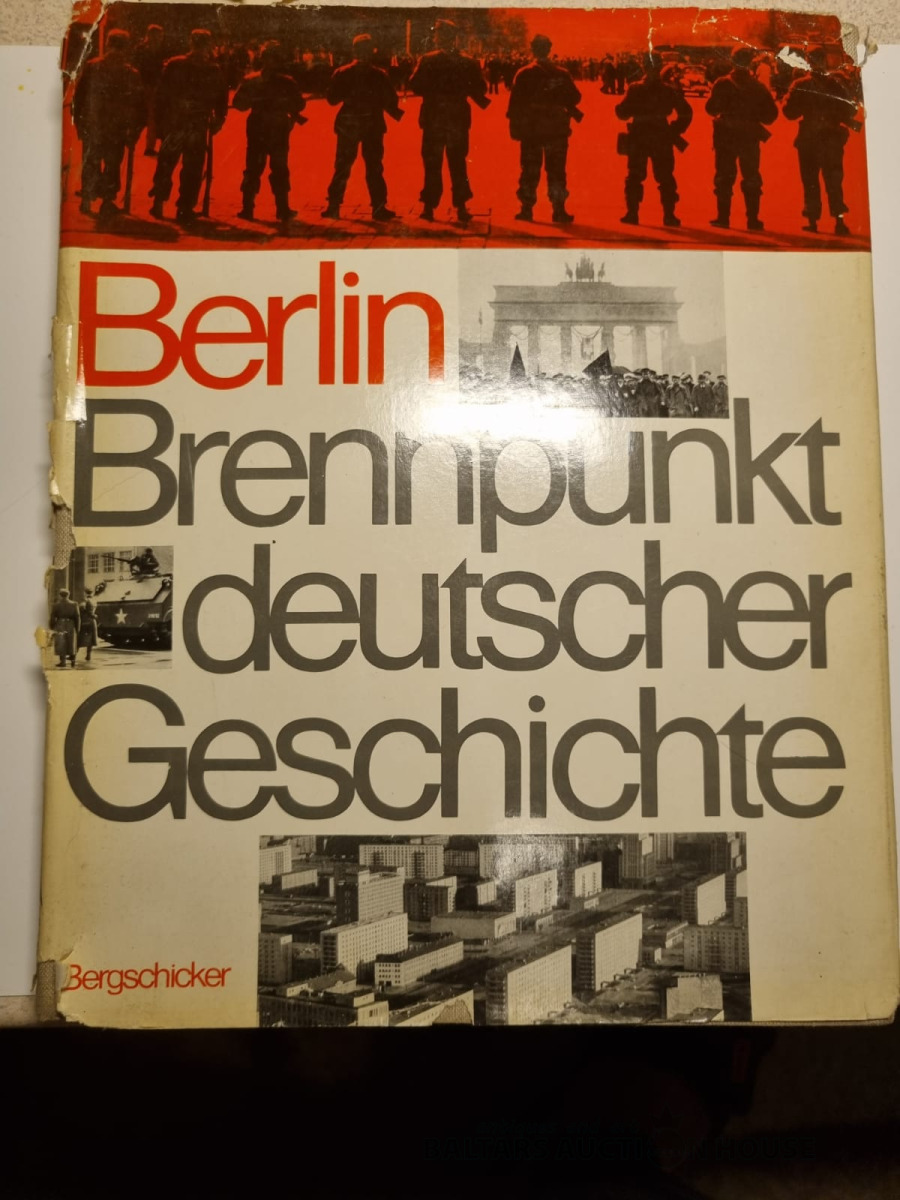 Berlin
Brennpunkt
deutscher
Geschichte
Bergschicker